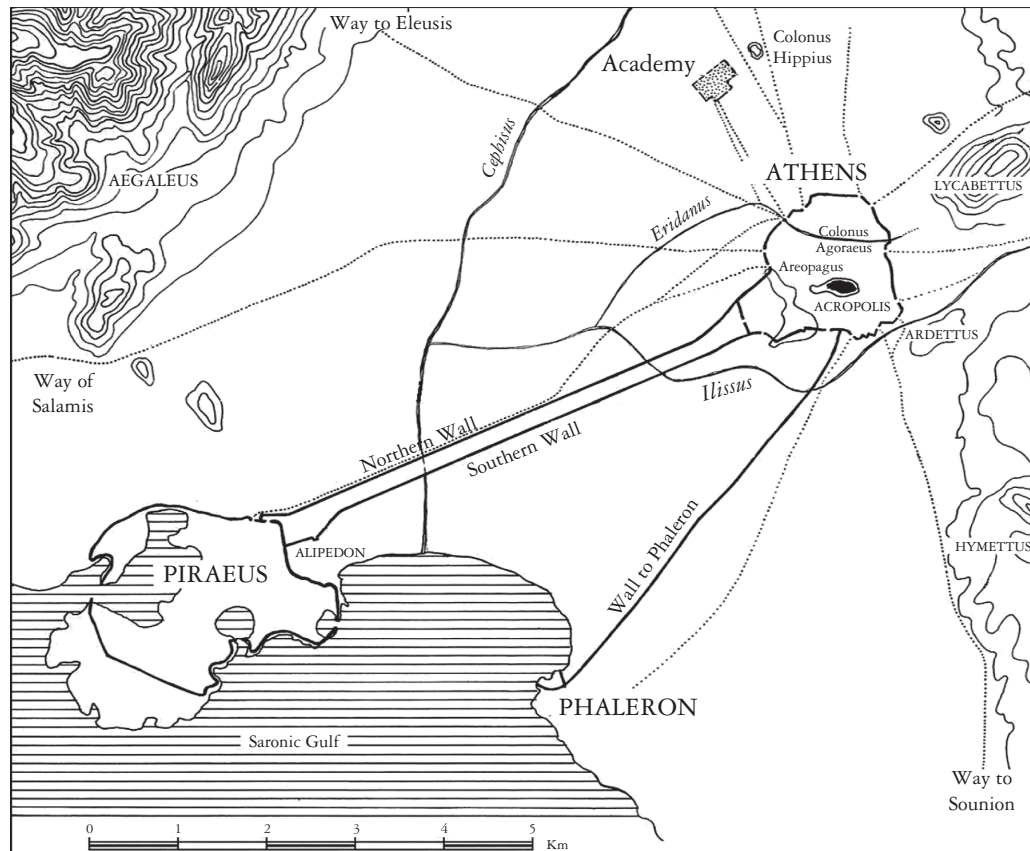 Way to Eleusis
Colonus
Hippius
Academy
Cephisus
AEGALEUS
ATHENS
LYCABETTUS
Eridanus
Colonus
Agoraeus
Areopagus
ACROPOLIS
ARDETTUS
Way of
Salamis
Ilissus
Northern Wall
Southern Wall
ALIPEDON
HYMETTUS
PIRAEUS
Wall to Phaleron
PHALERON
Saronic Gulf
Way to
Sounion
0 1 2 3 4 5
Km